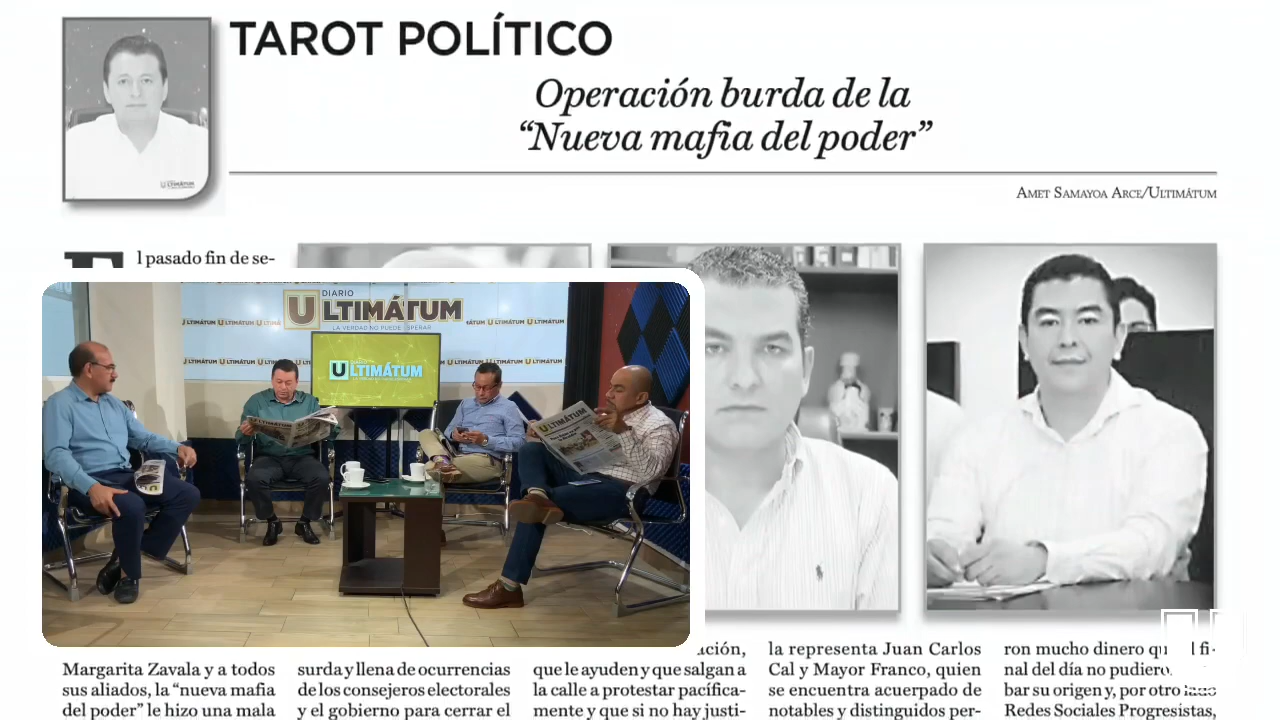 TAROT POLÍTICO
Operación burda de la
“Nueva mafia del poder”
AMET SAMAYOA ARCE/ULTIMÁTUM
ULTIMÁTUM
l pasado fin de se-
DIARIO
ULTIMÁTUM
LA VERDAD NO PUEDE ESPERAR
ULTIMÁTUM ULTIMÁTUM
ULTIMÁTUM
ULTIMÁTUM
ULTIMÁTUM
ULTIMÁTUM
Margarita Zavala y a todos
sus aliados, la “nueva mafia
del poder” le hizo una mala
surda y llena de ocurrencias
de los consejeros electorales
y el gobierno para cerrar el
que le ayuden y que salgan a
la calle a protestar pacífica-
mente y que si no hay justi-
la representa Juan Carlos
Cal y Mayor Franco, quien
se encuentra acuerpado de
notables y distinguidos per-
ron mucho dinero
nal del día no
bar su origen y, por otro lado
Redes Sociales Progresistas,